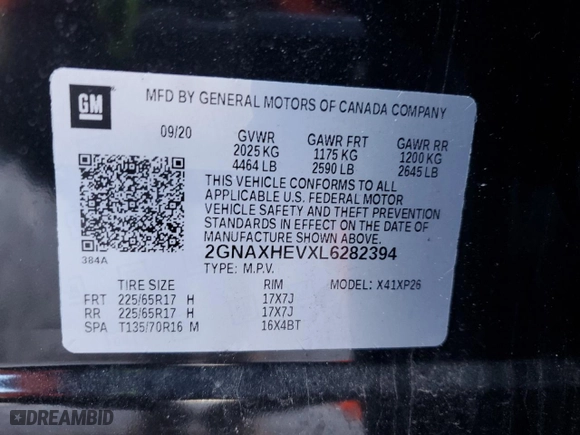 GM
MFD BY GENERAL MOTORS OF CANADA COMPANY
09/20 GVWR GAWR FRT GAWR RR
2025 KG 1175 KG 1200 KG
4464 LB 2590 LB 2645 LB
THIS VEHICLE CONFORMS TO ALL
APPLICABLE U.S. FEDERAL MOTOR
VEHICLE SAFETY AND THEFT PREVENTION
STANDARDS IN EFFECT ON THE DATE OF
MANUFACTURE SHOWN ABOVE.
384A 2GNAXHEVXL6282394
TYPE: M.P.V. MODEL: X41XP26
TIRE SIZE RIM
FRT 225/65R17 H 17X7J
RR 225/65R17 H 17X7J
SPA T135/70R16 M 16X4BT
DREAMBID